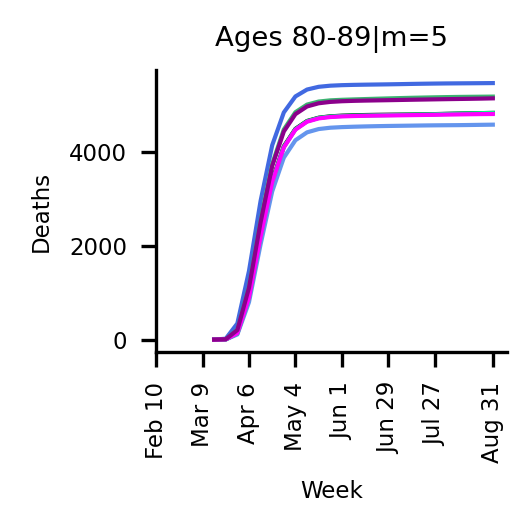 Ages 80-89|m=5
Deaths
4000
2000
0
Feb 10
Mar 9
Apr 6
May 4
Jun 1
Jun 29
Jul 27
Aug 31
Week